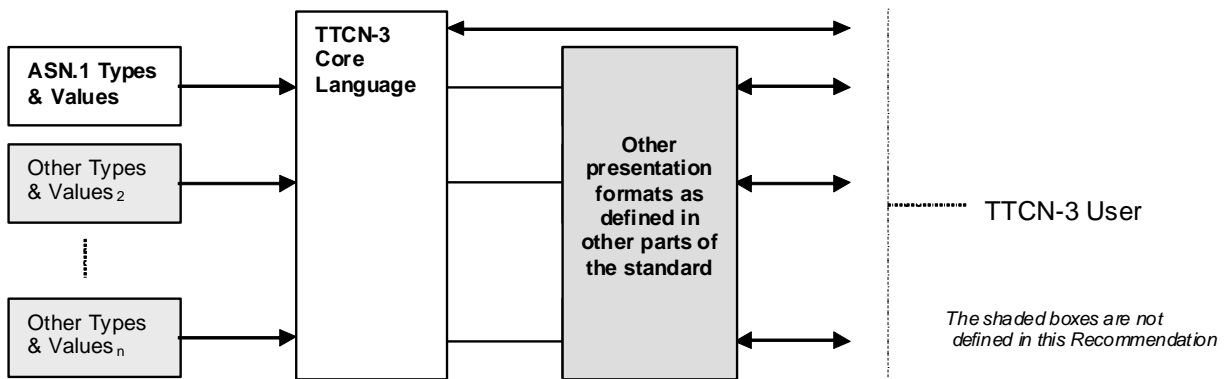 TTCN-3
Core
Language
ASN.1 Types
& Values
Other Types
& Values 2
Other Types
& Values n
Other
presentation
formats as
defined in
other parts of
the standard
TTCN-3 User
The shaded boxes are not
defined in this Recommendation